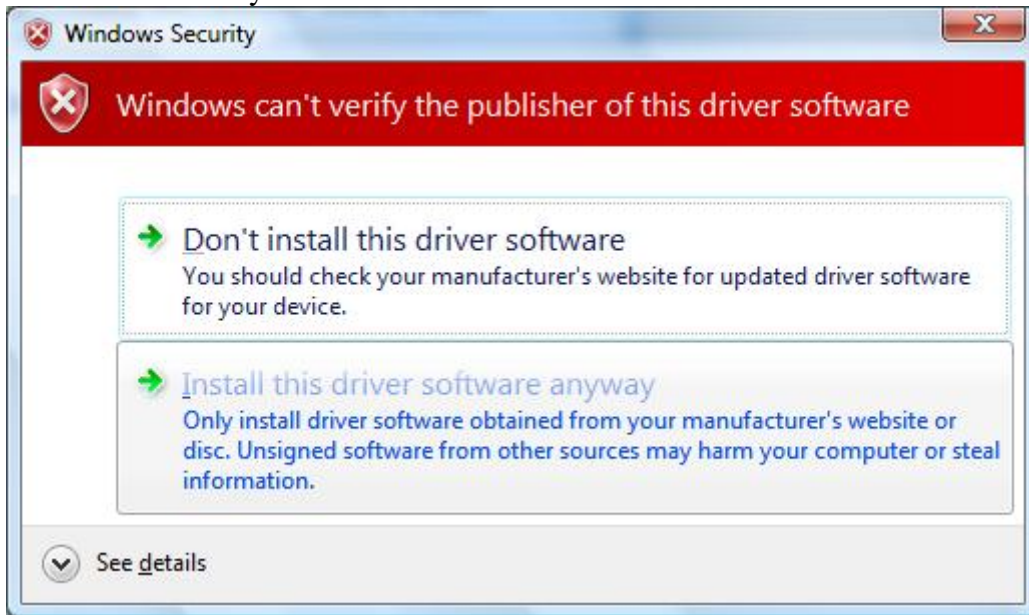 Windows Security
Windows can't verify the publisher of this driver software
Don't install this driver software
You should check your manufacturer's website for updated driver software
for your device.
Install this driver software anyway
Only install driver software obtained from your manufacturer's website or
disc. Unsigned software from other sources may harm your computer or steal
information.
See details